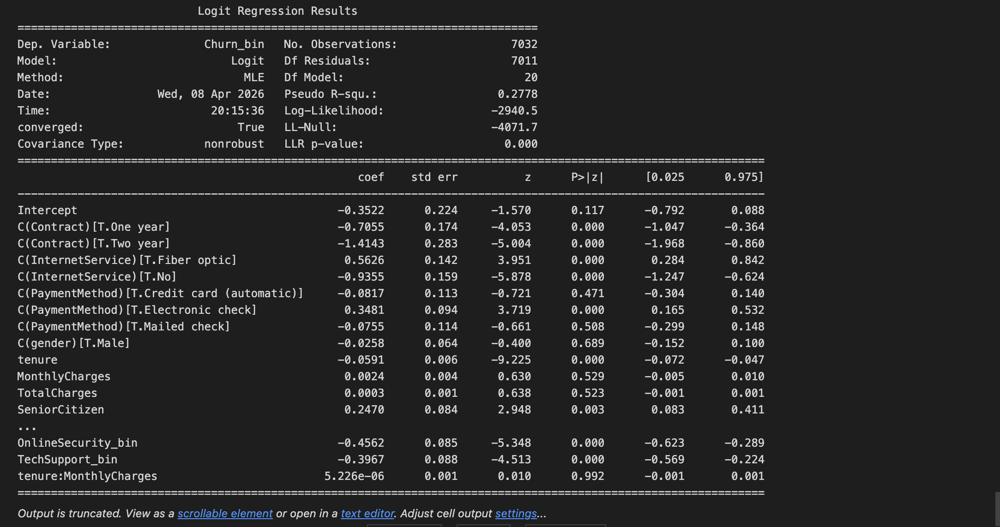 Logit Regression Results
==============================================================================
Dep. Variable: Churn_bin No. Observations: 7032
Model: Logit Df Residuals: 7011
Method: MLE Df Model: 20
Date: Wed, 08 Apr 2026 Pseudo R-squ.: 0.2778
Time: 20:15:36 Log-Likelihood: -2940.5
converged: True LL-Null: -4071.7
Covariance Type: nonrobust LLR p-value: 0.000
================================================================================================================
coef std err z P>|z| [0.025 0.975]
----------------------------------------------------------------------------------------------------------------
Intercept -0.3522 0.224 -1.570 0.117 -0.792 0.088
C(Contract)[T.One year] -0.7055 0.174 -4.053 0.000 -1.047 -0.364
C(Contract)[T.Two year] -1.4143 0.283 -5.004 0.000 -1.968 -0.860
C(InternetService)[T.Fiber optic] 0.5626 0.142 3.951 0.000 0.284 0.842
C(InternetService)[T.No] -0.9355 0.159 -5.878 0.000 -1.247 -0.624
C(PaymentMethod)[T.Credit card (automatic)] -0.0817 0.113 -0.721 0.471 -0.304 0.140
C(PaymentMethod)[T.Electronic check] 0.3481 0.094 3.719 0.000 0.165 0.532
C(PaymentMethod)[T.Mailed check] -0.0755 0.114 -0.661 0.508 -0.299 0.148
C(gender)[T.Male] -0.0258 0.064 -0.400 0.689 -0.152 0.100
tenure -0.0591 0.006 -9.225 0.000 -0.072 -0.047
MonthlyCharges 0.0024 0.004 0.630 0.529 -0.005 0.010
TotalCharges 0.0003 0.001 0.638 0.523 -0.001 0.001
SeniorCitizen 0.2470 0.084 2.948 0.003 0.083 0.411
...
OnlineSecurity_bin -0.4562 0.085 -5.348 0.000 -0.623 -0.289
TechSupport_bin -0.3967 0.088 -4.513 0.000 -0.569 -0.224
tenure:MonthlyCharges 5.226e-06 0.001 0.010 0.992 -0.001 0.001
================================================================================================================
Output is truncated. View as a scrollable element or open in a text editor. Adjust cell output settings...